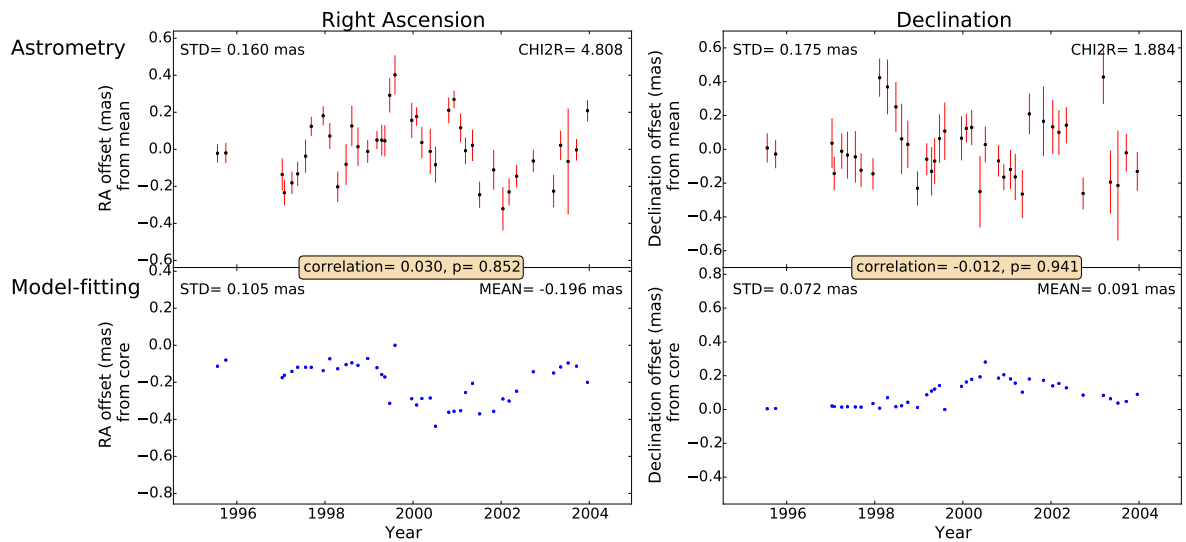 Right Ascension
Declination
Astrometry
STD= 0.160 mas
CHI2R= 4.808
0.6
0.4
0.2
0.0
−0.2
−0.4
−0.6
RA offset (mas)
from mean
STD= 0.175 mas
CHI2R= 1.884
0.6
0.4
0.2
0.0
−0.2
−0.4
−0.6
Declination offset (mas)
from mean
correlation= 0.030, p= 0.852
correlation= -0.012, p= 0.941
Model-fitting
STD= 0.105 mas
MEAN= -0.196 mas
0.4
0.2
0.0
−0.2
−0.4
−0.6
−0.8
RA offset (mas)
from core
1996
1998
2000
2002
2004
Year
STD= 0.072 mas
MEAN= 0.091 mas
0.8
0.6
0.4
0.2
0.0
−0.2
−0.4
Declination offset (mas)
from core
1996
1998
2000
2002
2004
Year